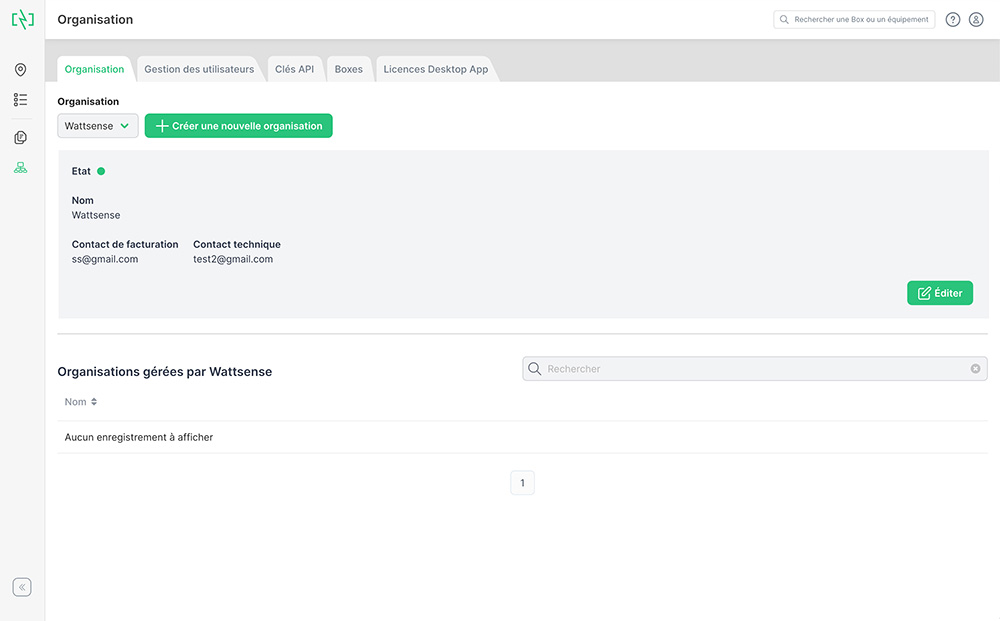 Organisation
Rechercher une Box ou un équipement
Organisation
Gestion des utilisateurs
Clés API
Boxes
Licences Desktop App
Organisation
Wattsense
Créer une nouvelle organisation
Etat
Nom
Wattsense
Contact de facturation
Contact technique
ss@gmail.com
test2@gmail.com
Éditer
Organisations gérées par Wattsense
Rechercher
Nom
Aucun enregistrement à afficher
1